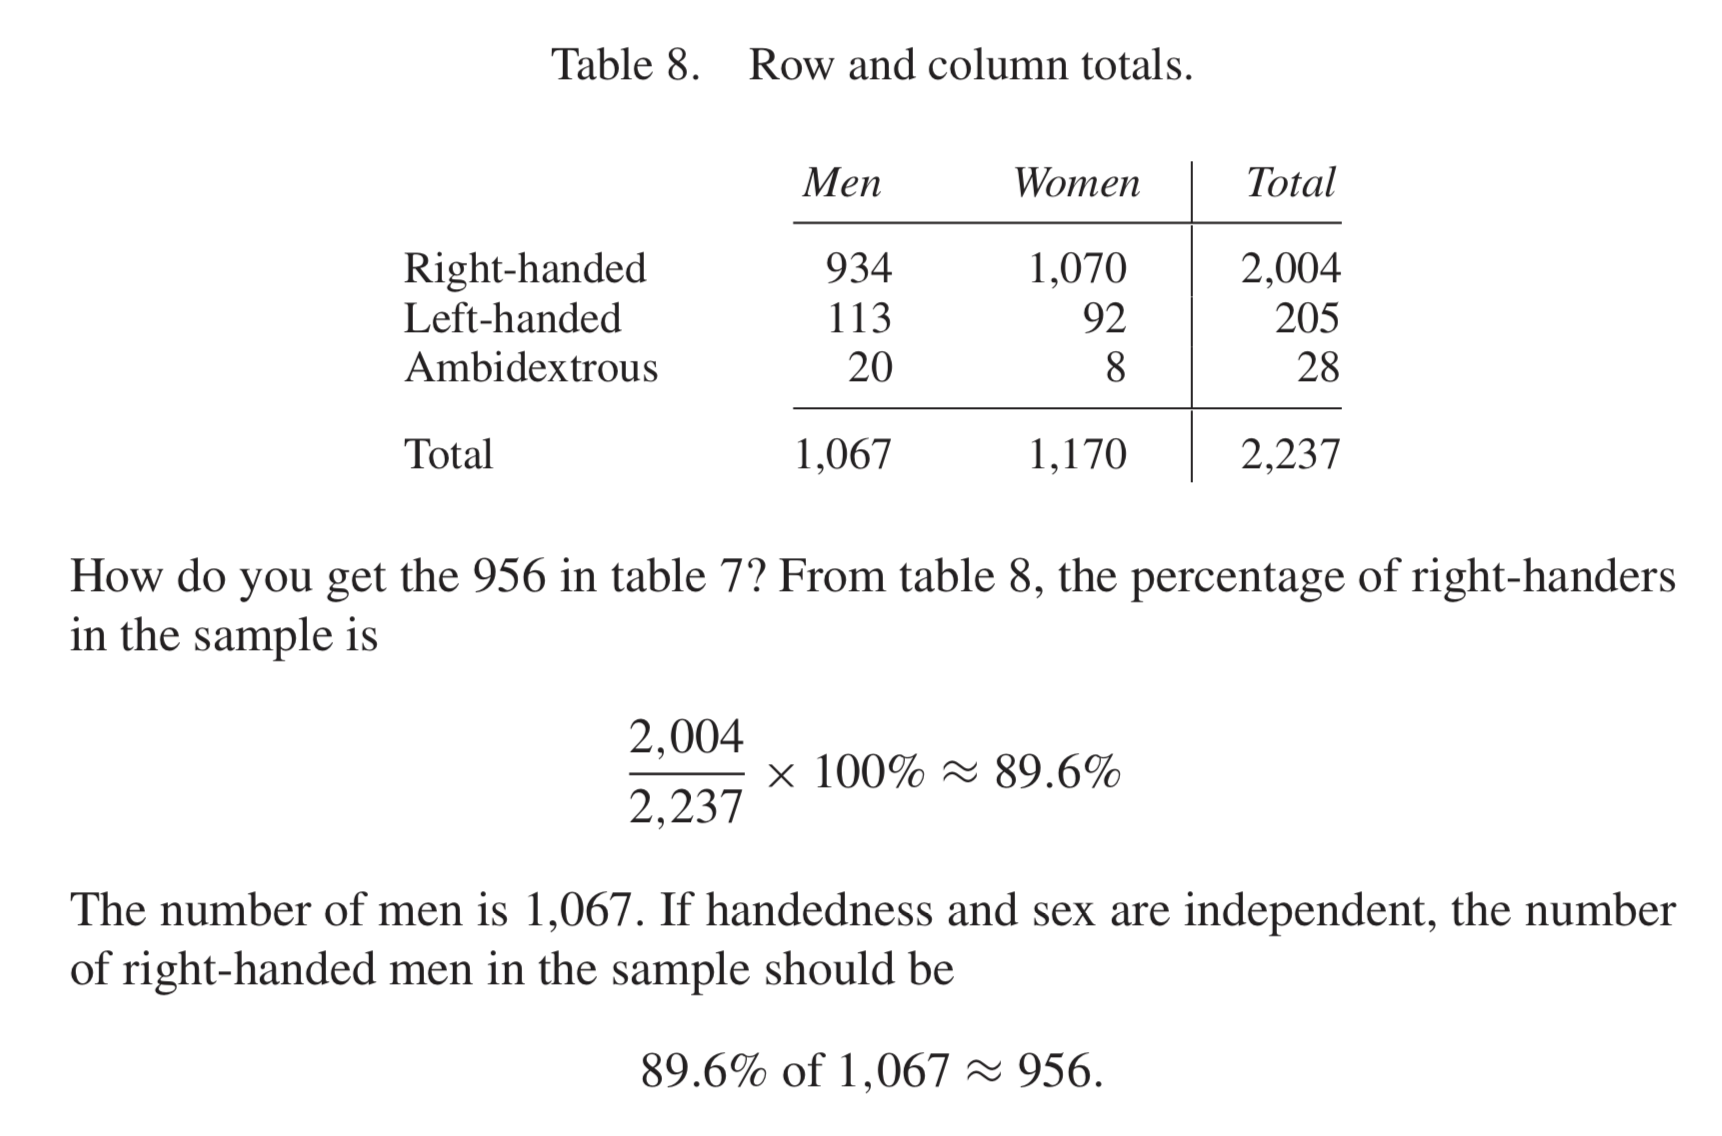 Table 8. Row and column totals.
Men Women Total
Right-handed 934 1,070 2,004
Left-handed 113 92 205
Ambidextrous 20 8 28
Total 1,067 1,170 2,237
How do you get the 956 in table 7? From table 8, the percentage of right-handers
in the sample is
2,004
2,237
× 100% ≈ 89.6%
The number of men is 1,067. If handedness and sex are independent, the number
of right-handed men in the sample should be
89.6% of 1,067 ≈ 956.